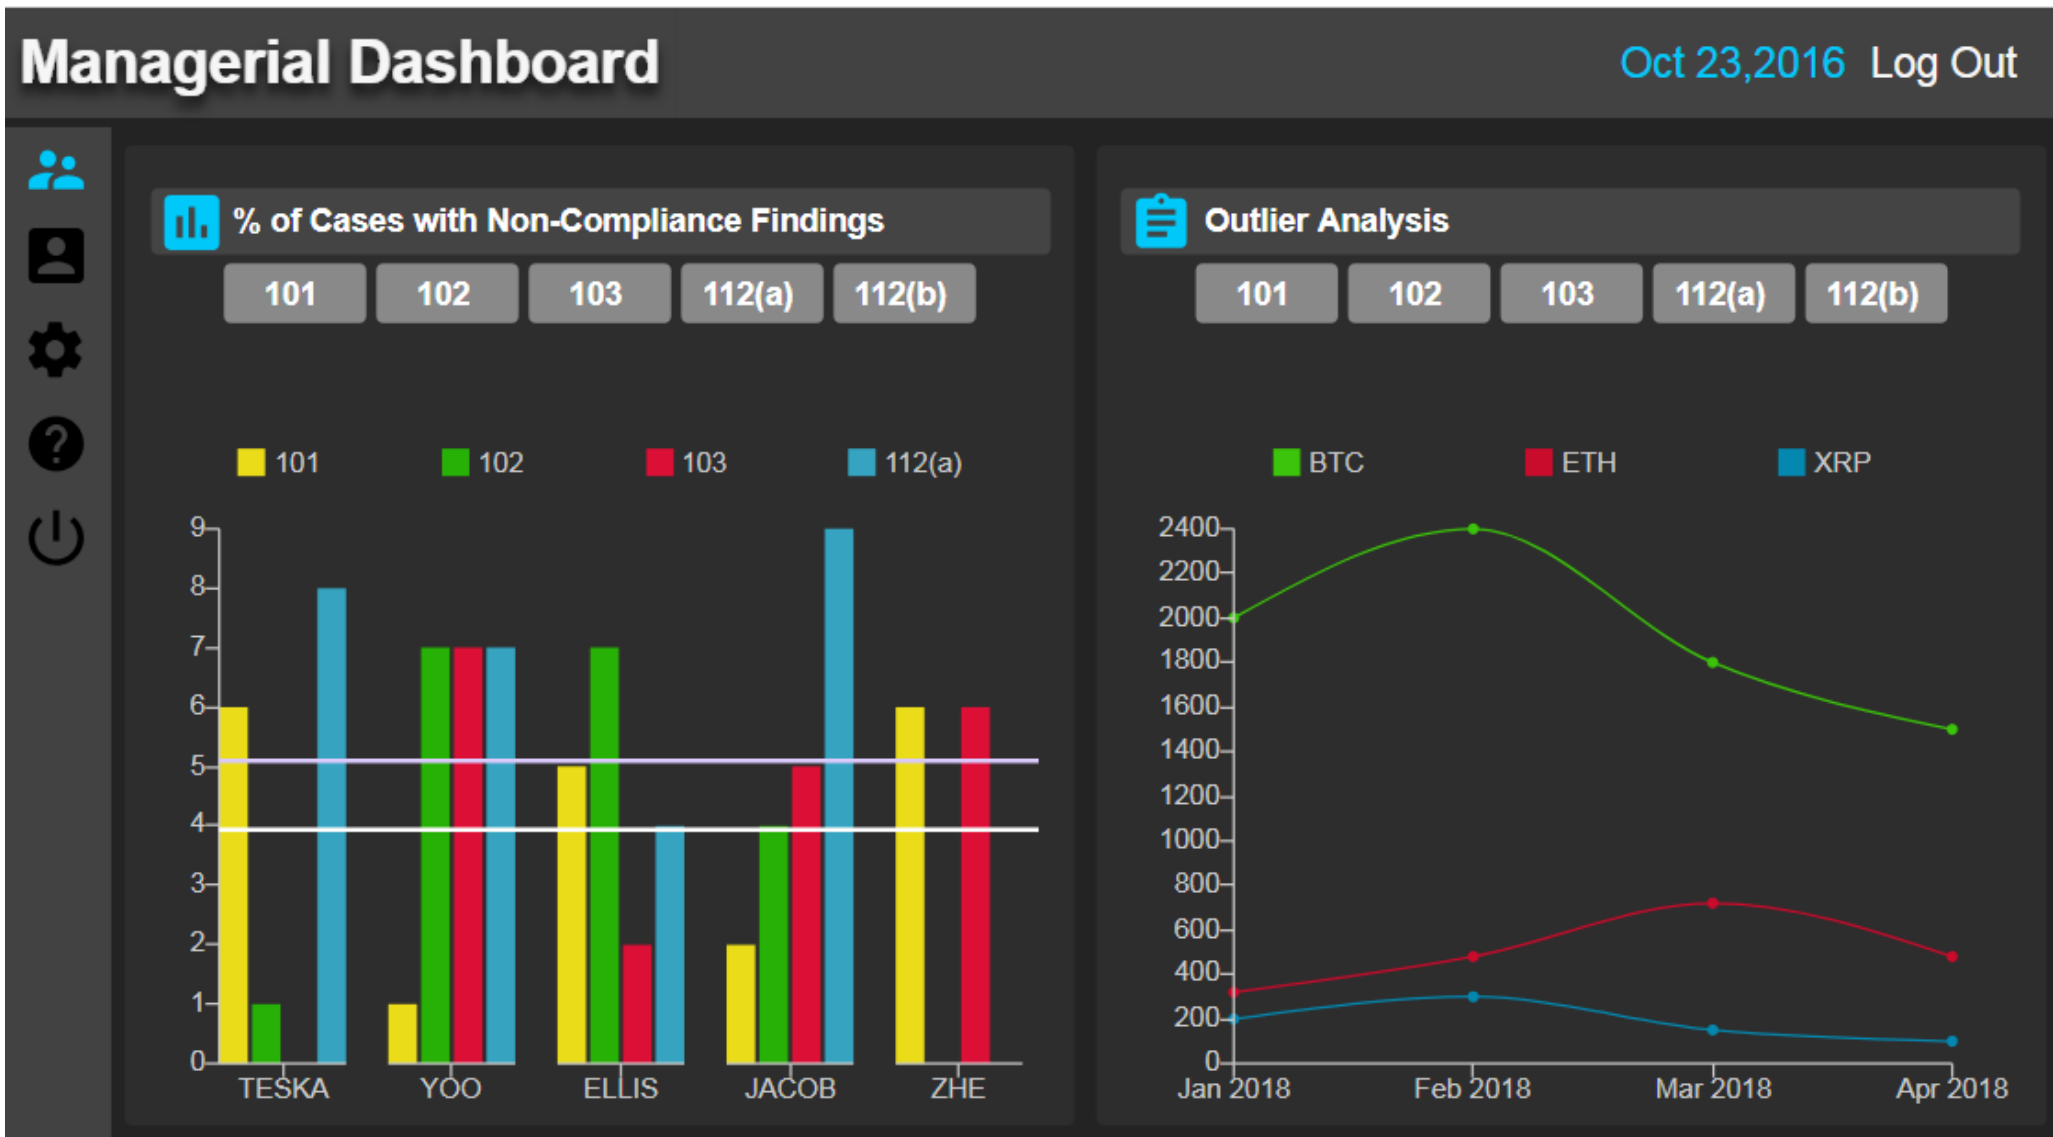 Managerial Dashboard
Oct 23,2016 Log Out
% of Cases with Non-Compliance Findings
101 102 103 112(a) 112(b)
101 102 103 112(a)
9
8
7
6
5
4
3
2
1
0
TESKA YOO ELLIS JACOB ZHE
Outlier Analysis
101 102 103 112(a) 112(b)
BTC ETH XRP
2400
2200
2000
1800
1600
1400
1200
1000
800
600
400
200
0
Jan 2018 Feb 2018 Mar 2018 Apr 2018